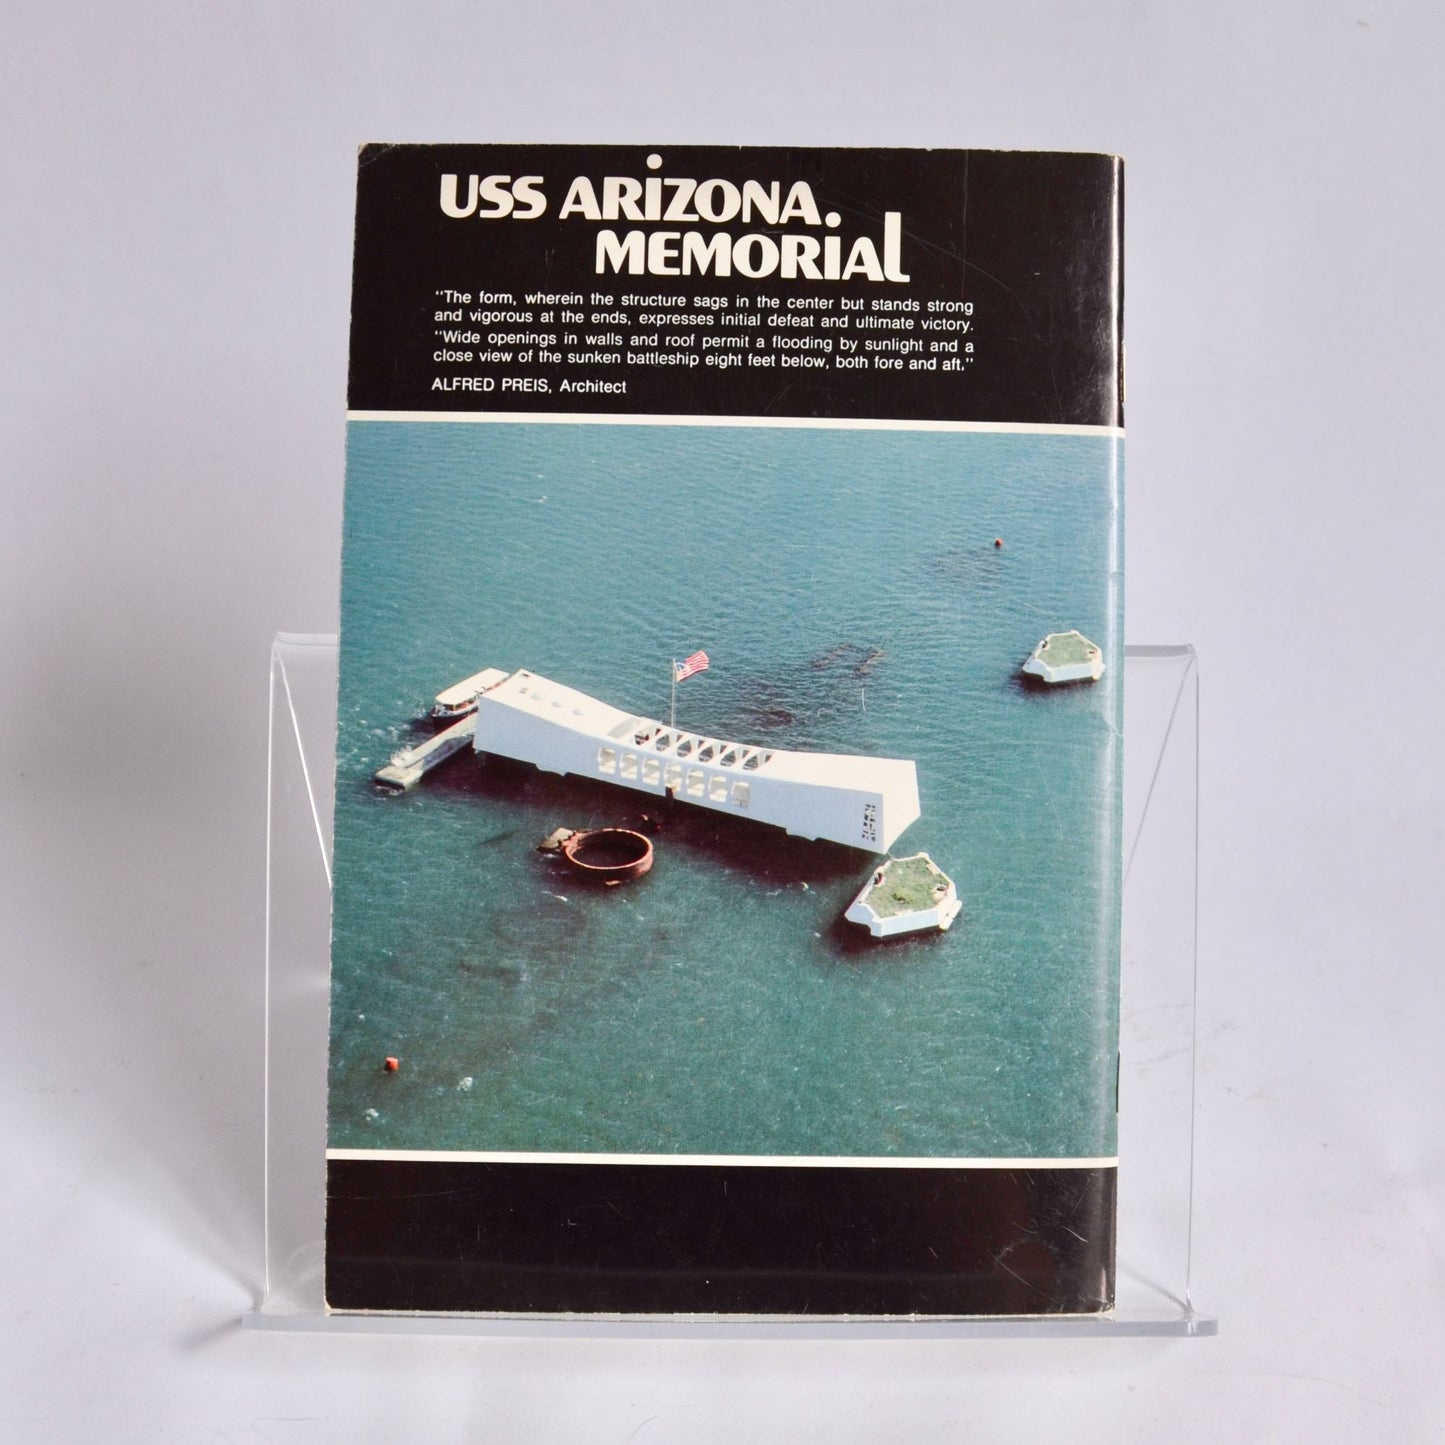 USS ARIZONA
MEMORIAL
"The form, wherein the structure sags in the center but stands strong
and vigorous at the ends, expresses initial defeat and ultimate victory.
"Wide openings in walls and roof permit a flooding by sunlight and a
close view of the sunken battleship eight feet below, both fore and aft."
ALFRED PREIS, Architect